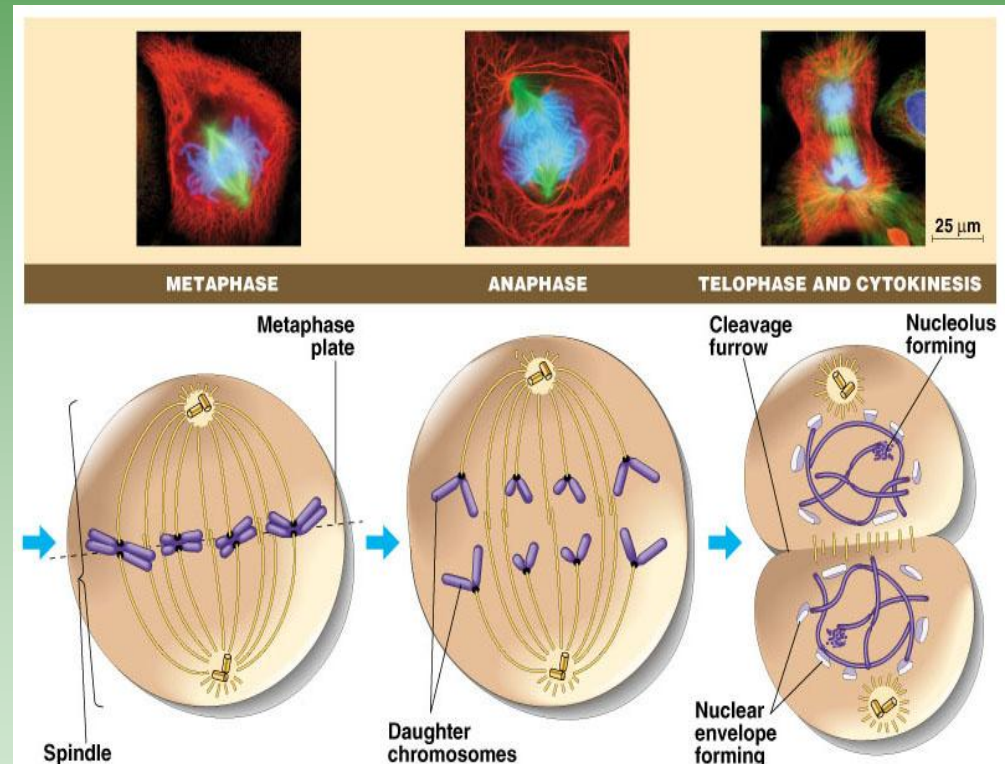 25 μm
METAPHASE
ANAPHASE
TELOPHASE AND CYTOKINESIS
Metaphase
plate
Cleavage
furrow
Nucleolus
forming
Spindle
Daughter
chromosomes
Nuclear
envelope
forming